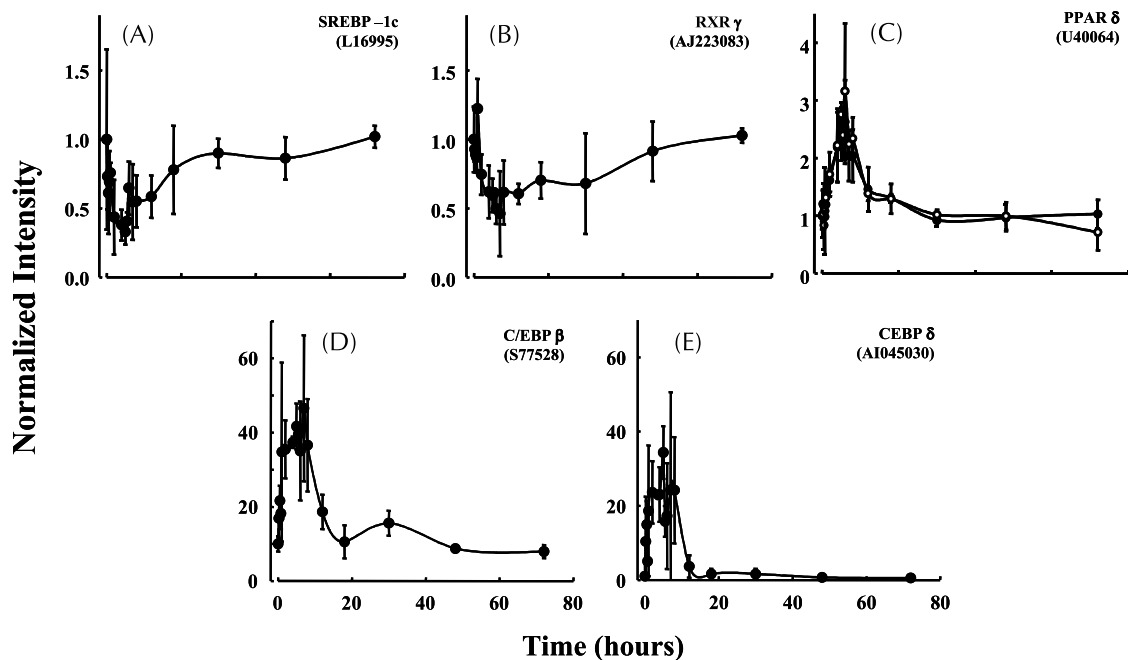 (A)
SREBP –1c
(L16995)
1.5
1.0
0.5
0.0
(B)
RXR γ
(AJ223083)
1.5
1.0
0.5
0.0
(C)
PPAR δ
(U40064)
4
3
2
1
0
Normalized Intensity
(D)
C/EBP β
(S77528)
60
40
20
0
0 20 40 60 80
(E)
CEBP δ
(AI045030)
60
40
20
0
0 20 40 60 80
Time (hours)